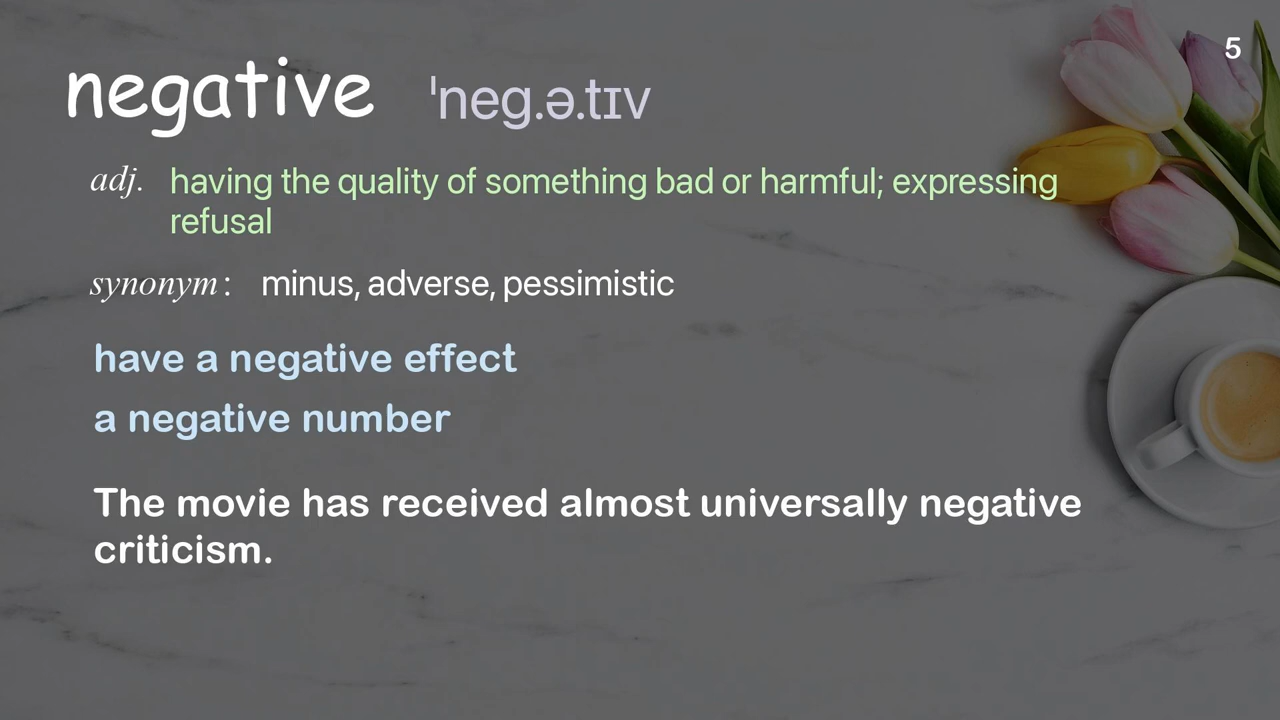 5
negative ˈneg.ə.tɪv
adj. having the quality of something bad or harmful; expressing
refusal
synonym: minus, adverse, pessimistic
have a negative effect
a negative number
The movie has received almost universally negative
criticism.